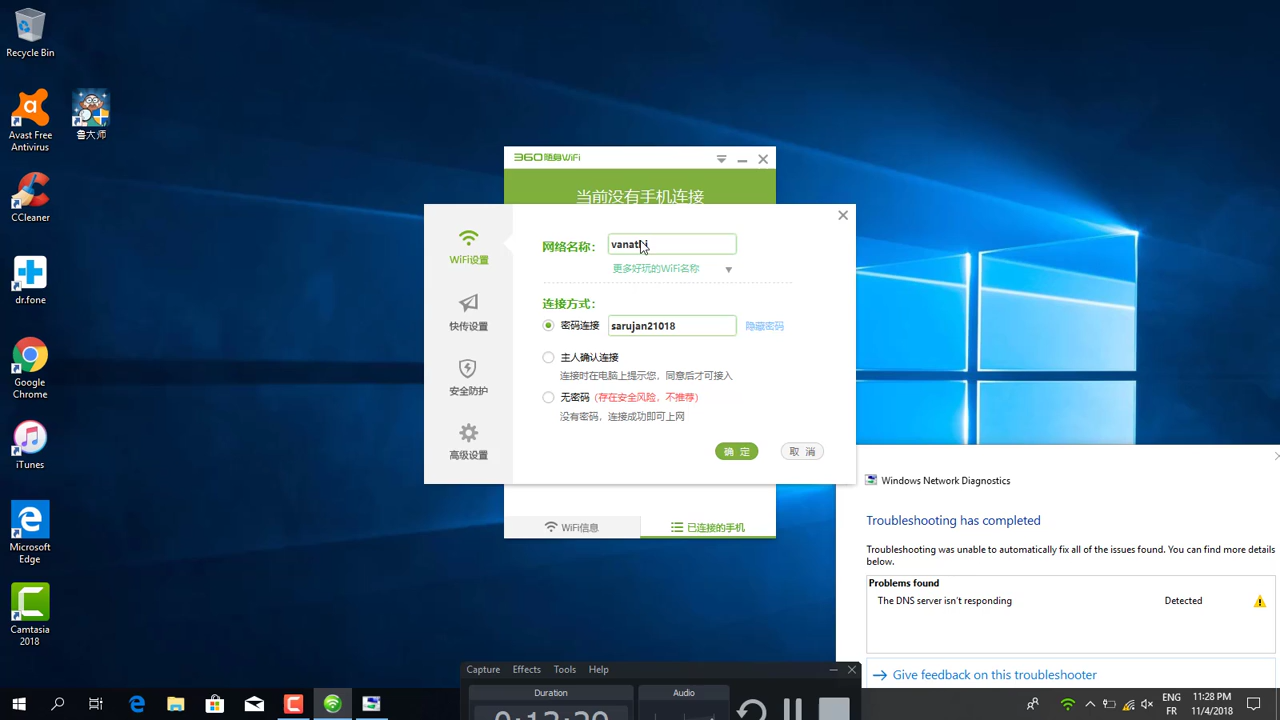 Recycle Bin
Avast Free
Antivirus
鲁大师
CCleaner
dr.fone
Google
Chrome
iTunes
Microsoft
Edge
Camtasia
2018
360随身WiFi
当前没有手机连接
WiFi设置
快传设置
安全防护
高级设置
网络名称:
更多好玩的WiFi名称
连接方式:
密码连接
sarujan21018
隐藏密码
主人确认连接
连接时在电脑上提示您，同意后才可接入
无密码 (存在安全风险，不推荐)
没有密码，连接成功即可上网
确 定
取 消
WiFi信息
已连接的手机
Windows Network Diagnostics
Troubleshooting has completed
Troubleshooting was unable to automatically fix all of the issues found. You can find more details
below.
Problems found
The DNS server isn't responding
Detected
Give feedback on this troubleshooter
Capture
Effects
Tools
Help
Duration
Audio
ENG
FR
11:28 PM
11/4/2018